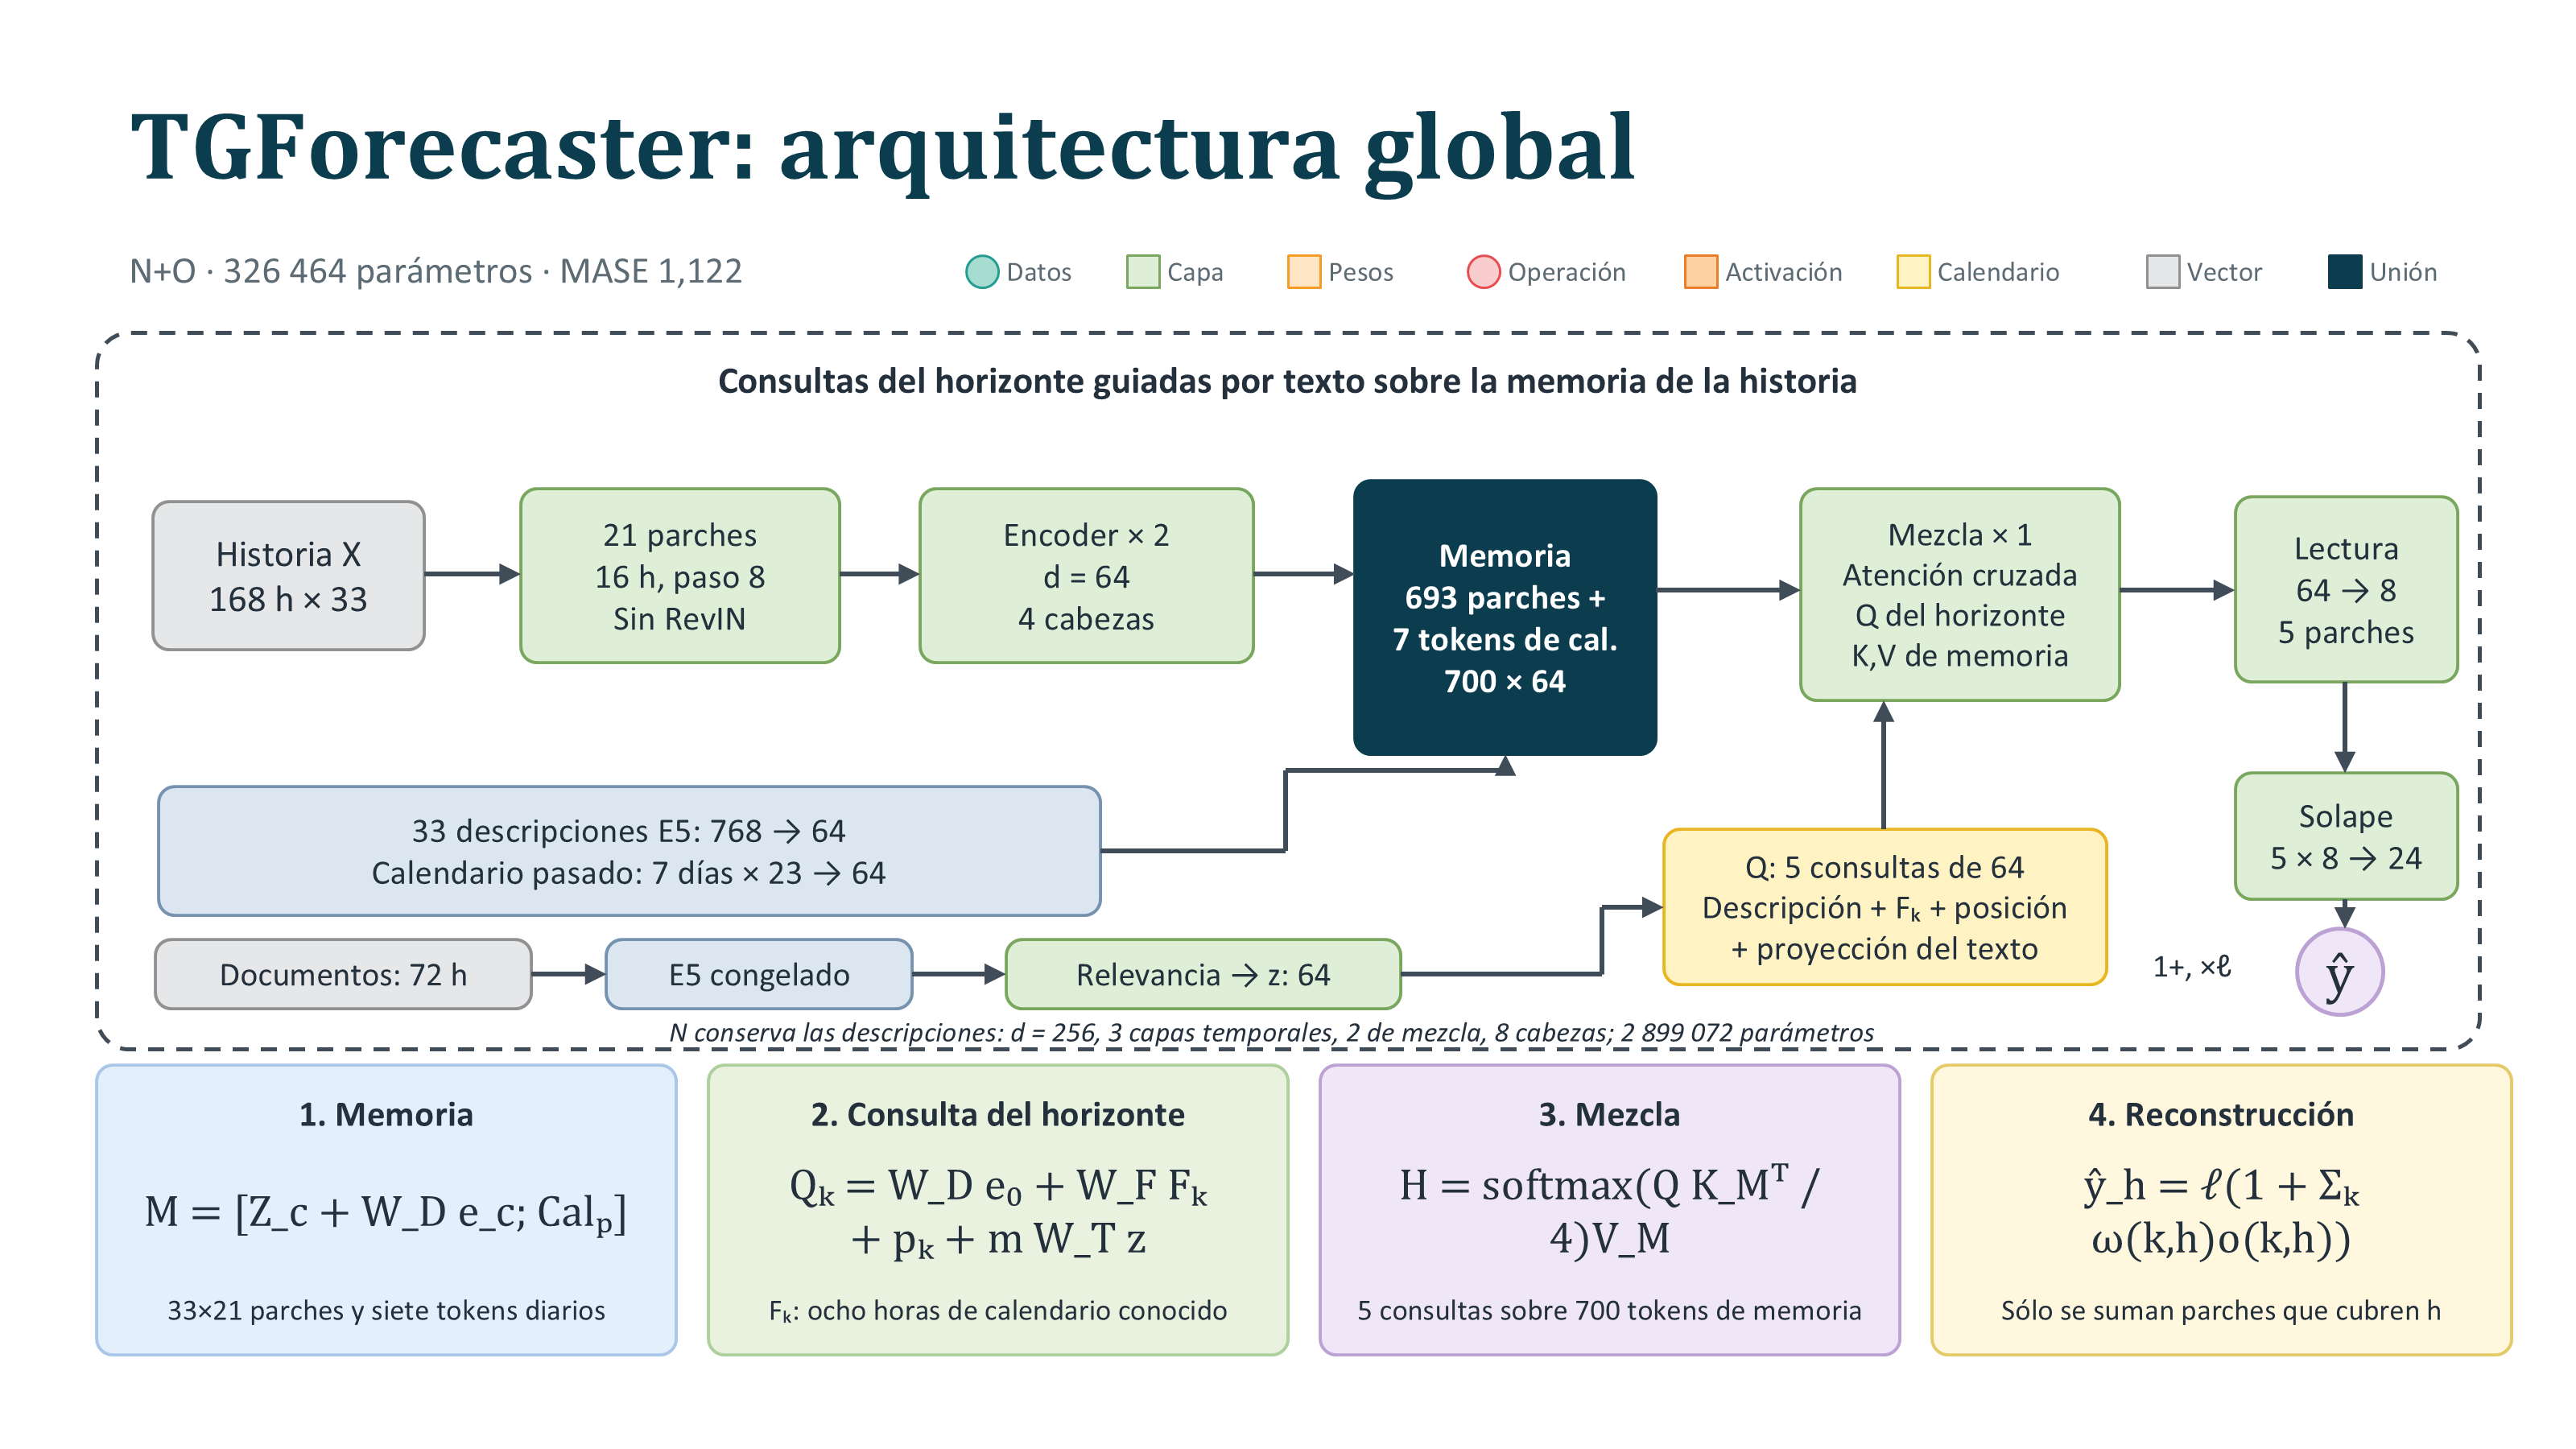 TGForecaster: arquitectura global
N+O · 326 464 parámetros · MASE 1,122
Datos
Capa
Pesos
Operación
Activación
Calendario
Vector
Unión
Consultas del horizonte guiadas por texto sobre la memoria de la historia
Historia X
168 h × 33
21 parches
16 h, paso 8
Sin RevIN
Encoder × 2
d = 64
4 cabezas
Memoria
693 parches +
7 tokens de cal.
700 × 64
Mezcla × 1
Atención cruzada
Q del horizonte
K,V de memoria
Lectura
64 → 8
5 parches
33 descripciones E5: 768 → 64
Calendario pasado: 7 días × 23 → 64
Solape
5 × 8 → 24
Q: 5 consultas de 64
Descripción + Fₖ + posición
+ proyección del texto
Documentos: 72 h
E5 congelado
Relevancia → z: 64
1+, ×ℓ
ŷ
N conserva las descripciones: d = 256, 3 capas temporales, 2 de mezcla, 8 cabezas; 2 899 072 parámetros
1. Memoria
M = [Z_c + W_D e_c; Calₚ]
33×21 parches y siete tokens diarios
2. Consulta del horizonte
Qₖ = W_D e₀ + W_F Fₖ
+ pₖ + m W_T z
Fₖ: ocho horas de calendario conocido
3. Mezcla
H = softmax(Q K_Mᵀ /
4)V_M
5 consultas sobre 700 tokens de memoria
4. Reconstrucción
ŷ_h = ℓ(1 + Σₖ
ω(k,h)o(k,h))
Sólo se suman parches que cubren h